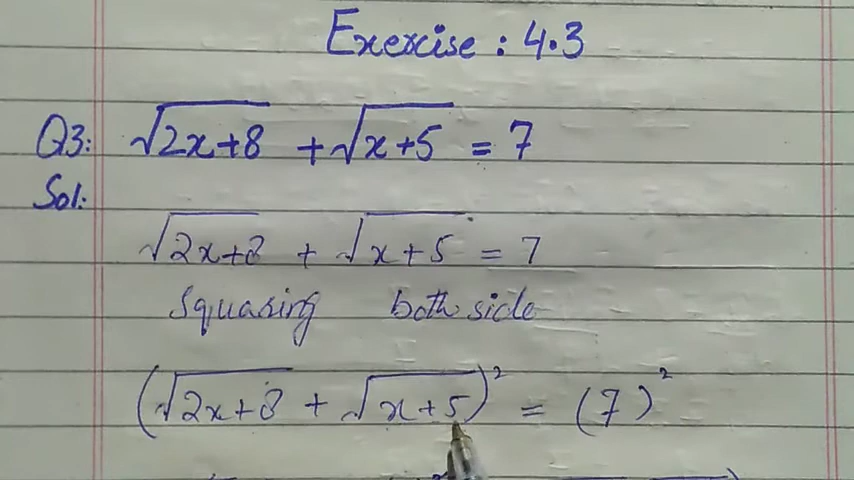 Exercise : 4.3
Q3: √2x+8 + √x+5 = 7
Sol:
√2x+8 + √x+5 = 7
Squaring both side
(√2x+8 + √x+5)² = (7)²